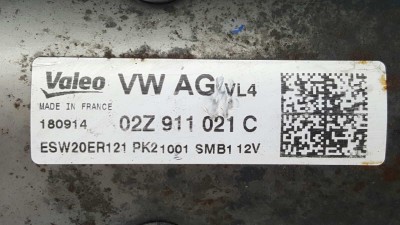 Valeo VW AG VL4
MADE IN FRANCE
180914 02Z 911 021 C
ESW20ER121 PK21001 SMB1 12V